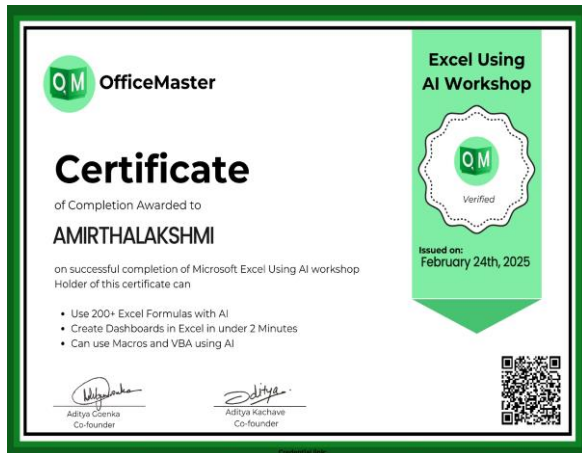 OM OfficeMaster
Certificate
of Completion Awarded to
AMIRTHALAKSHMI
on successful completion of Microsoft Excel Using AI workshop
Holder of this certificate can
• Use 200+ Excel Formulas with AI
• Create Dashboards in Excel in under 2 Minutes
• Can use Macros and VBA using AI
Aditya Goenka
Co-founder
Aditya
Aditya Kachave
Co-founder
Excel Using
AI Workshop
OM
Verified
Issued on:
February 24th, 2025